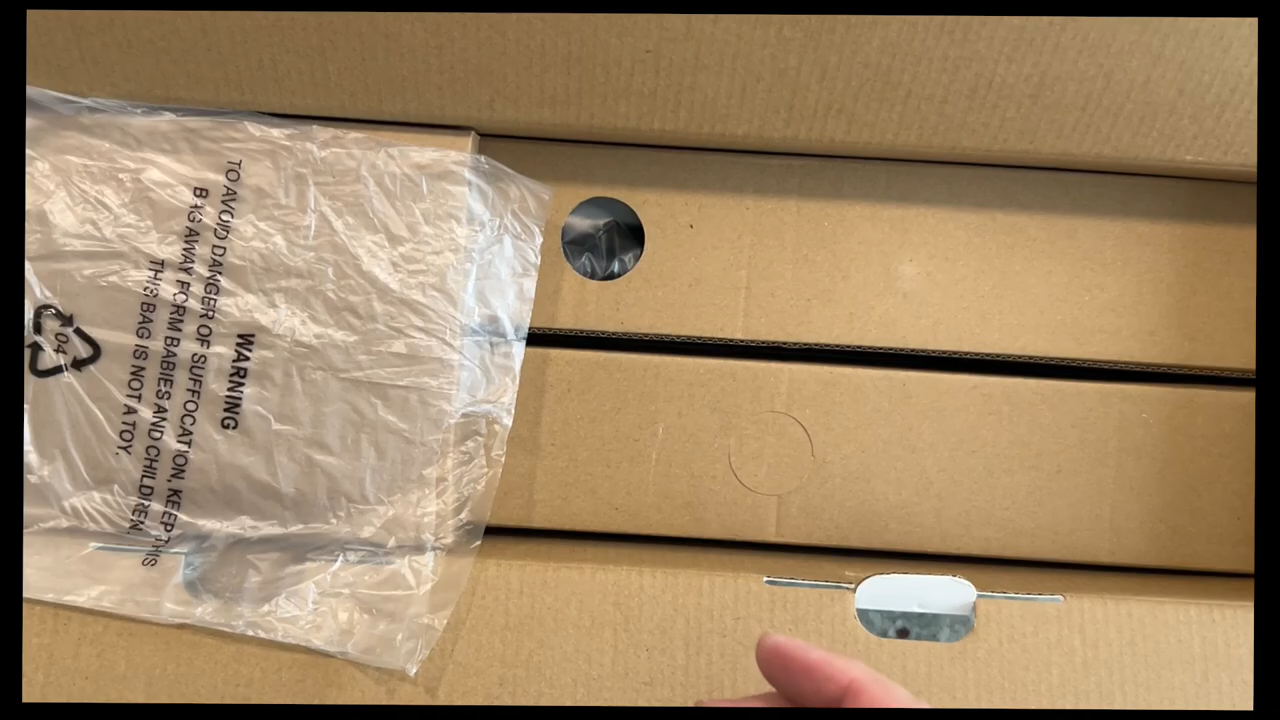 WARNING
TO AVOID DANGER OF SUFFOCATION, KEEP THIS
BAG AWAY FORM BABIES AND CHILDREN.
THIS BAG IS NOT A TOY.
04